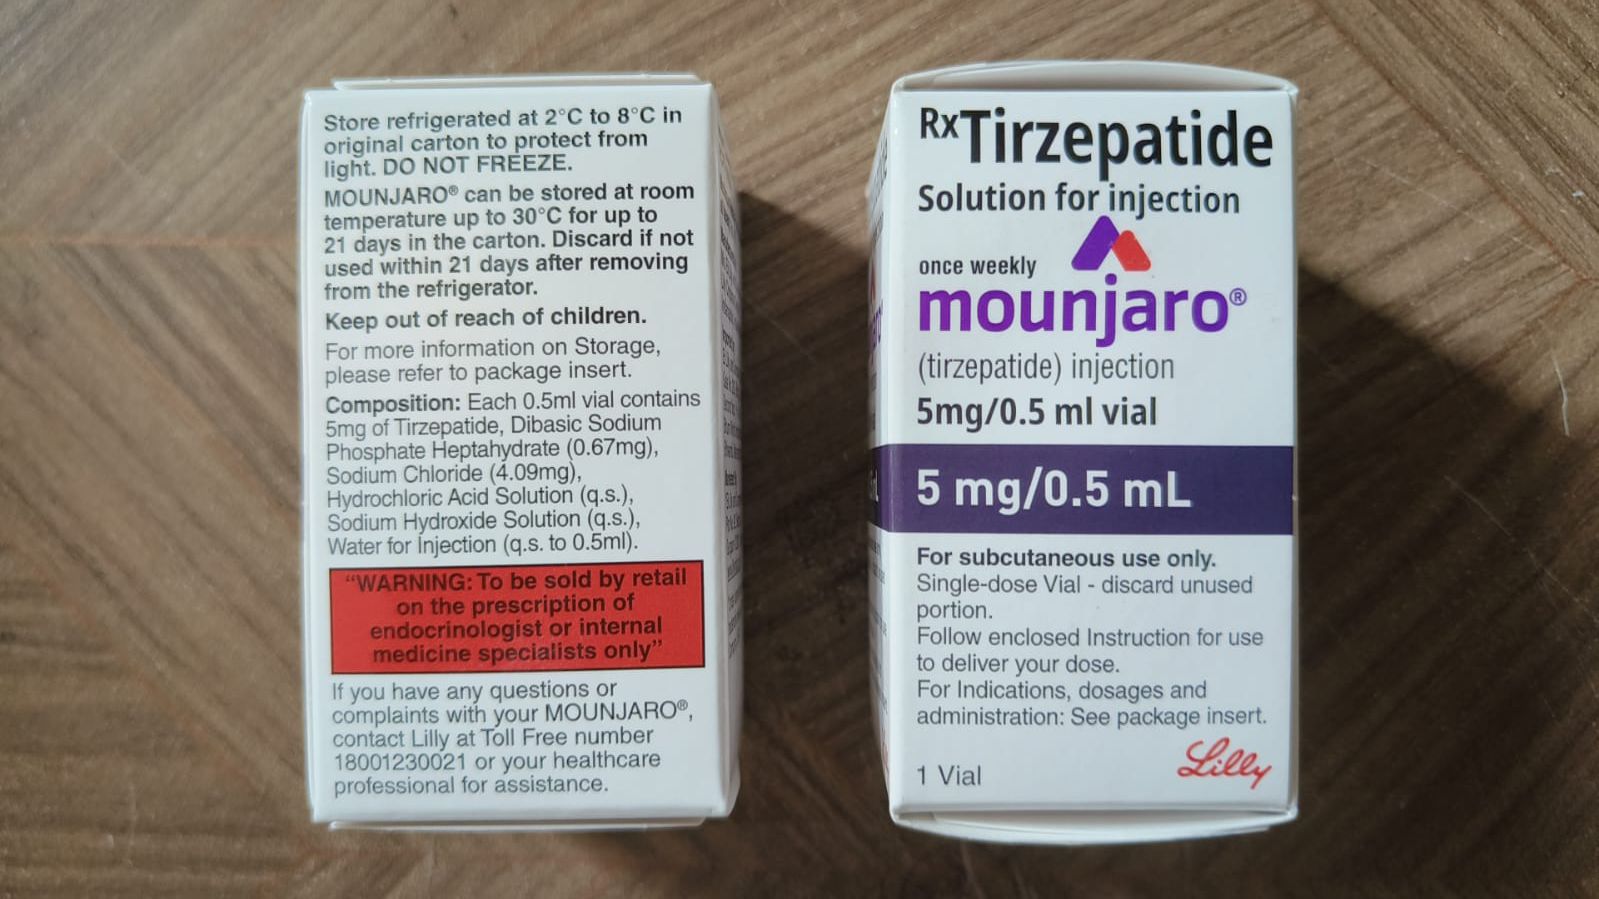 Store refrigerated at 2°C to 8°C in
original carton to protect from
light. DO NOT FREEZE.
MOUNJARO® can be stored at room
temperature up to 30°C for up to
21 days in the carton. Discard if not
used within 21 days after removing
from the refrigerator.
Keep out of reach of children.
For more information on Storage,
please refer to package insert.
Composition: Each 0.5ml vial contains
5mg of Tirzepatide, Dibasic Sodium
Phosphate Heptahydrate (0.67mg),
Sodium Chloride (4.09mg),
Hydrochloric Acid Solution (q.s.),
Sodium Hydroxide Solution (q.s.),
Water for Injection (q.s. to 0.5ml).
“WARNING: To be sold by retail
on the prescription of
endocrinologist or internal
medicine specialists only”
If you have any questions or
complaints with your MOUNJARO®,
contact Lilly at Toll Free number
18001230021 or your healthcare
professional for assistance.
RxTirzepatide
Solution for injection
once weekly
mounjaro®
(tirzepatide) injection
5mg/0.5 ml vial
5 mg/0.5 mL
For subcutaneous use only.
Single-dose Vial - discard unused
portion.
Follow enclosed Instruction for use
to deliver your dose.
For Indications, dosages and
administration: See package insert.
1 Vial
Lilly